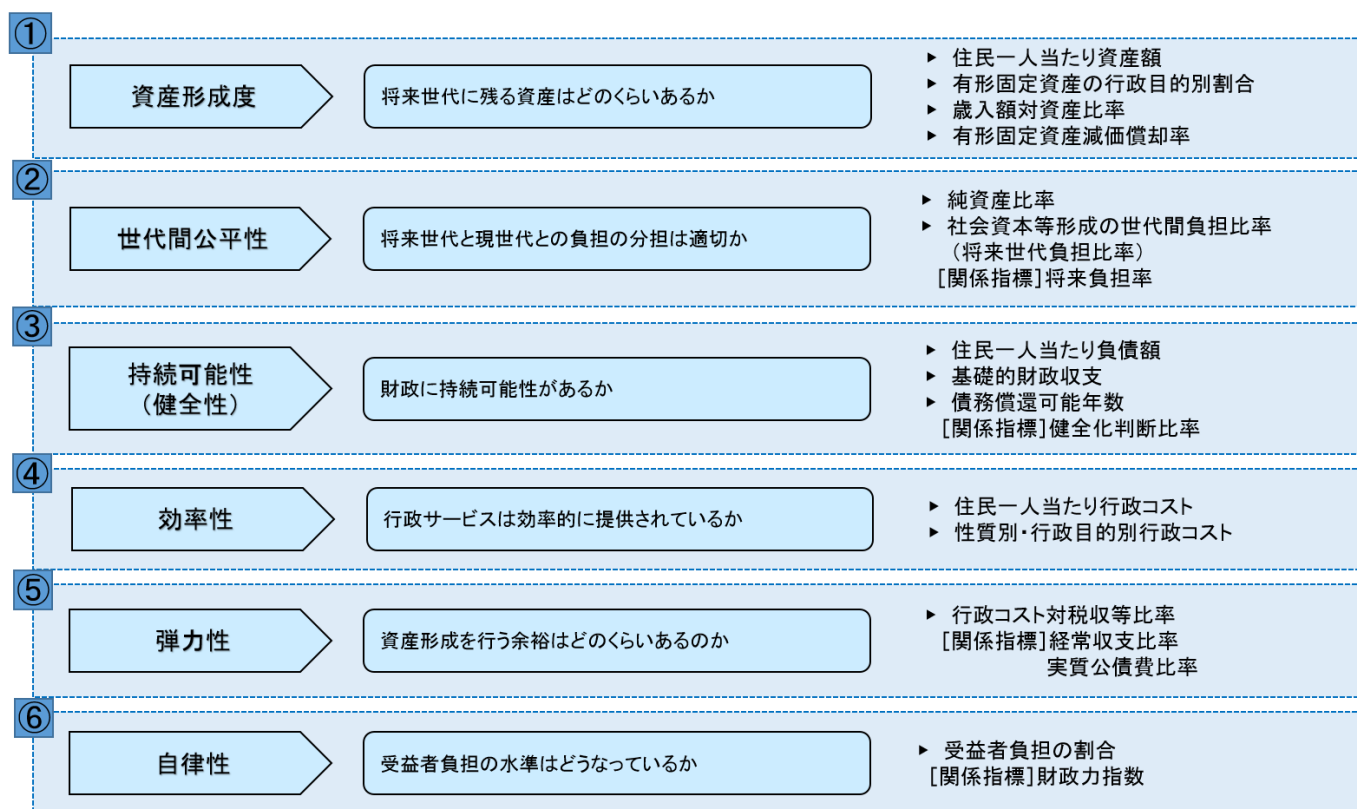 ①
資産形成度
将来世代に残る資産はどのくらいあるか
▶ 住民一人当たり資産額
▶ 有形固定資産の行政目的別割合
▶ 歳入額対資産比率
▶ 有形固定資産減価償却率
②
世代間公平性
将来世代と現世代との負担の分担は適切か
▶ 純資産比率
▶ 社会資本等形成の世代間負担比率
（将来世代負担比率）
［関係指標］将来負担率
③
持続可能性
（健全性）
財政に持続可能性があるか
▶ 住民一人当たり負債額
▶ 基礎的財政収支
▶ 債務償還可能年数
［関係指標］健全化判断比率
④
効率性
行政サービスは効率的に提供されているか
▶ 住民一人当たり行政コスト
▶ 性質別・行政目的別行政コスト
⑤
弾力性
資産形成を行う余裕はどのくらいあるのか
▶ 行政コスト対税収等比率
［関係指標］経常収支比率
実質公債費比率
⑥
自律性
受益者負担の水準はどうなっているか
▶ 受益者負担の割合
［関係指標］財政力指数